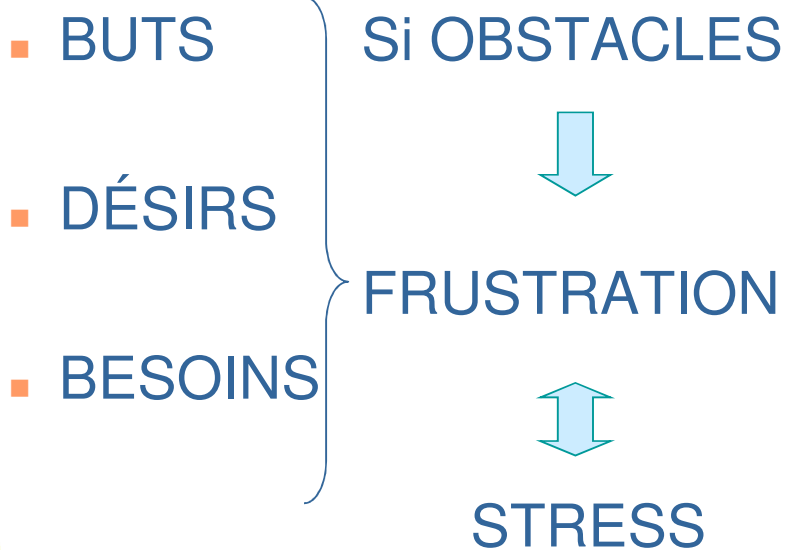 BUTS
DÉSIRS
BESOINS
Si OBSTACLES
FRUSTRATION
STRESS